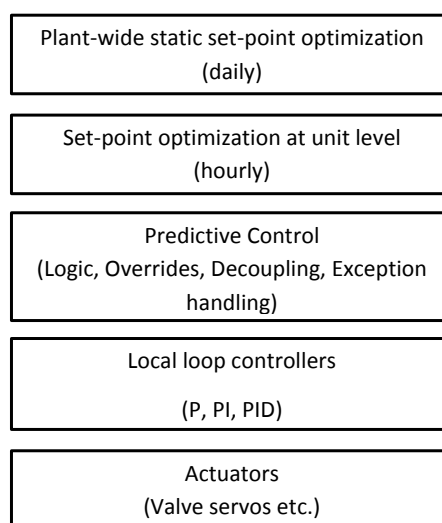 Plant-wide static set-point optimization
(daily)
Set-point optimization at unit level
(hourly)
Predictive Control
(Logic, Overrides, Decoupling, Exception
handling)
Local loop controllers
(P, PI, PID)
Actuators
(Valve servos etc.)